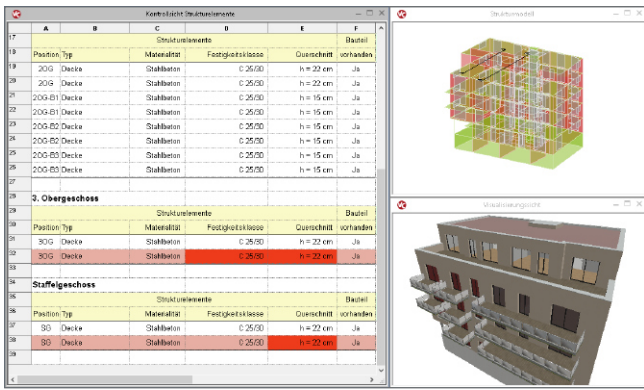 Kontrollsicht Strukturelemente
A B C D E F
17 Strukturelemente Bauteil
18 Position Typ Materialität Festigkeitsklasse Querschnitt vorhanden
19 2OG Decke Stahlbeton C 25/30 h = 22 cm Ja
20 2OG Decke Stahlbeton C 25/30 h = 22 cm Ja
21 2OG-B1 Decke Stahlbeton C 25/30 h = 15 cm Ja
22 2OG-B1 Decke Stahlbeton C 25/30 h = 15 cm Ja
23 2OG-B2 Decke Stahlbeton C 25/30 h = 15 cm Ja
24 2OG-B2 Decke Stahlbeton C 25/30 h = 15 cm Ja
25 2OG-B2 Decke Stahlbeton C 25/30 h = 15 cm Ja
26 2OG-B3 Decke Stahlbeton C 25/30 h = 15 cm Ja
27
28 3. Obergeschoss
29 Strukturelemente Bauteil
30 Position Typ Materialität Festigkeitsklasse Querschnitt vorhanden
31 3OG Decke Stahlbeton C 25/30 h = 22 cm Ja
32 3OG Decke Stahlbeton C 25/30 h = 22 cm Ja
33
34 Staffelgeschoss
35 Strukturelemente Bauteil
36 Position Typ Materialität Festigkeitsklasse Querschnitt vorhanden
37 SG Decke Stahlbeton C 25/30 h = 22 cm Ja
38 SG Decke Stahlbeton C 25/30 h = 22 cm Ja
39
Strukturmodell
Visualisierungssicht